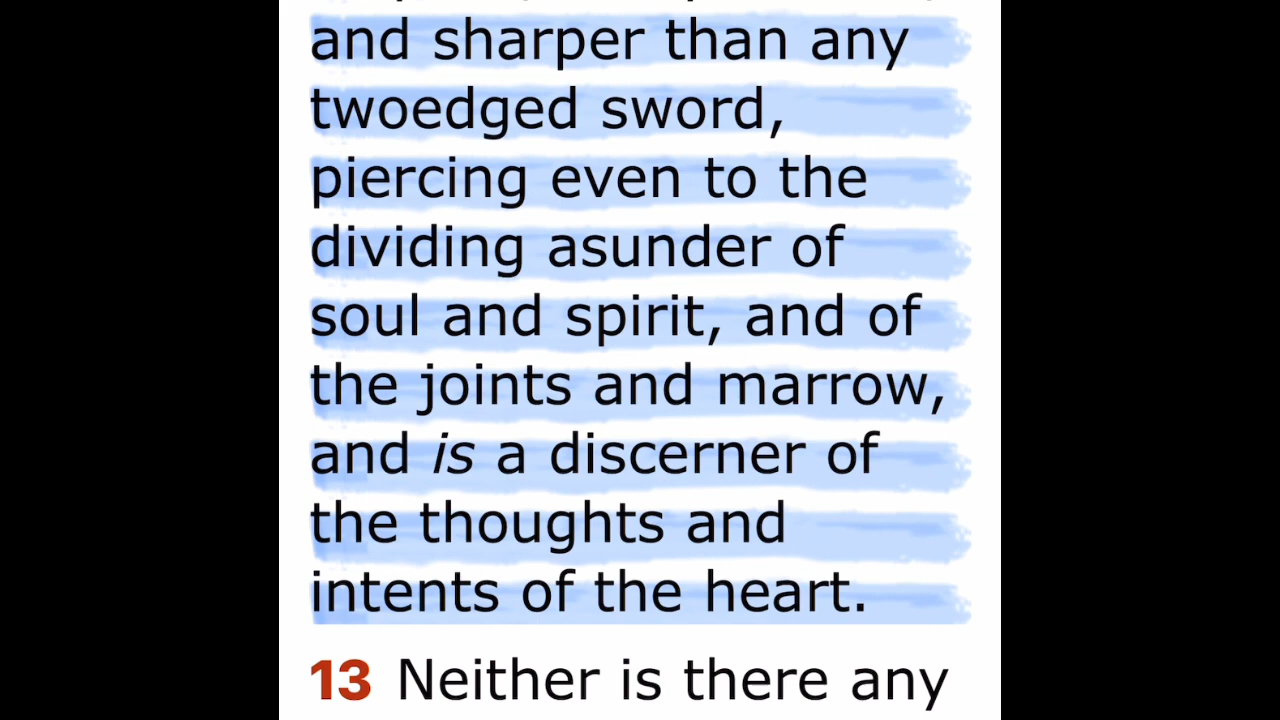 and sharper than any
twoedged sword,
piercing even to the
dividing asunder of
soul and spirit, and of
the joints and marrow,
and is a discerner of
the thoughts and
intents of the heart.
13 Neither is there any